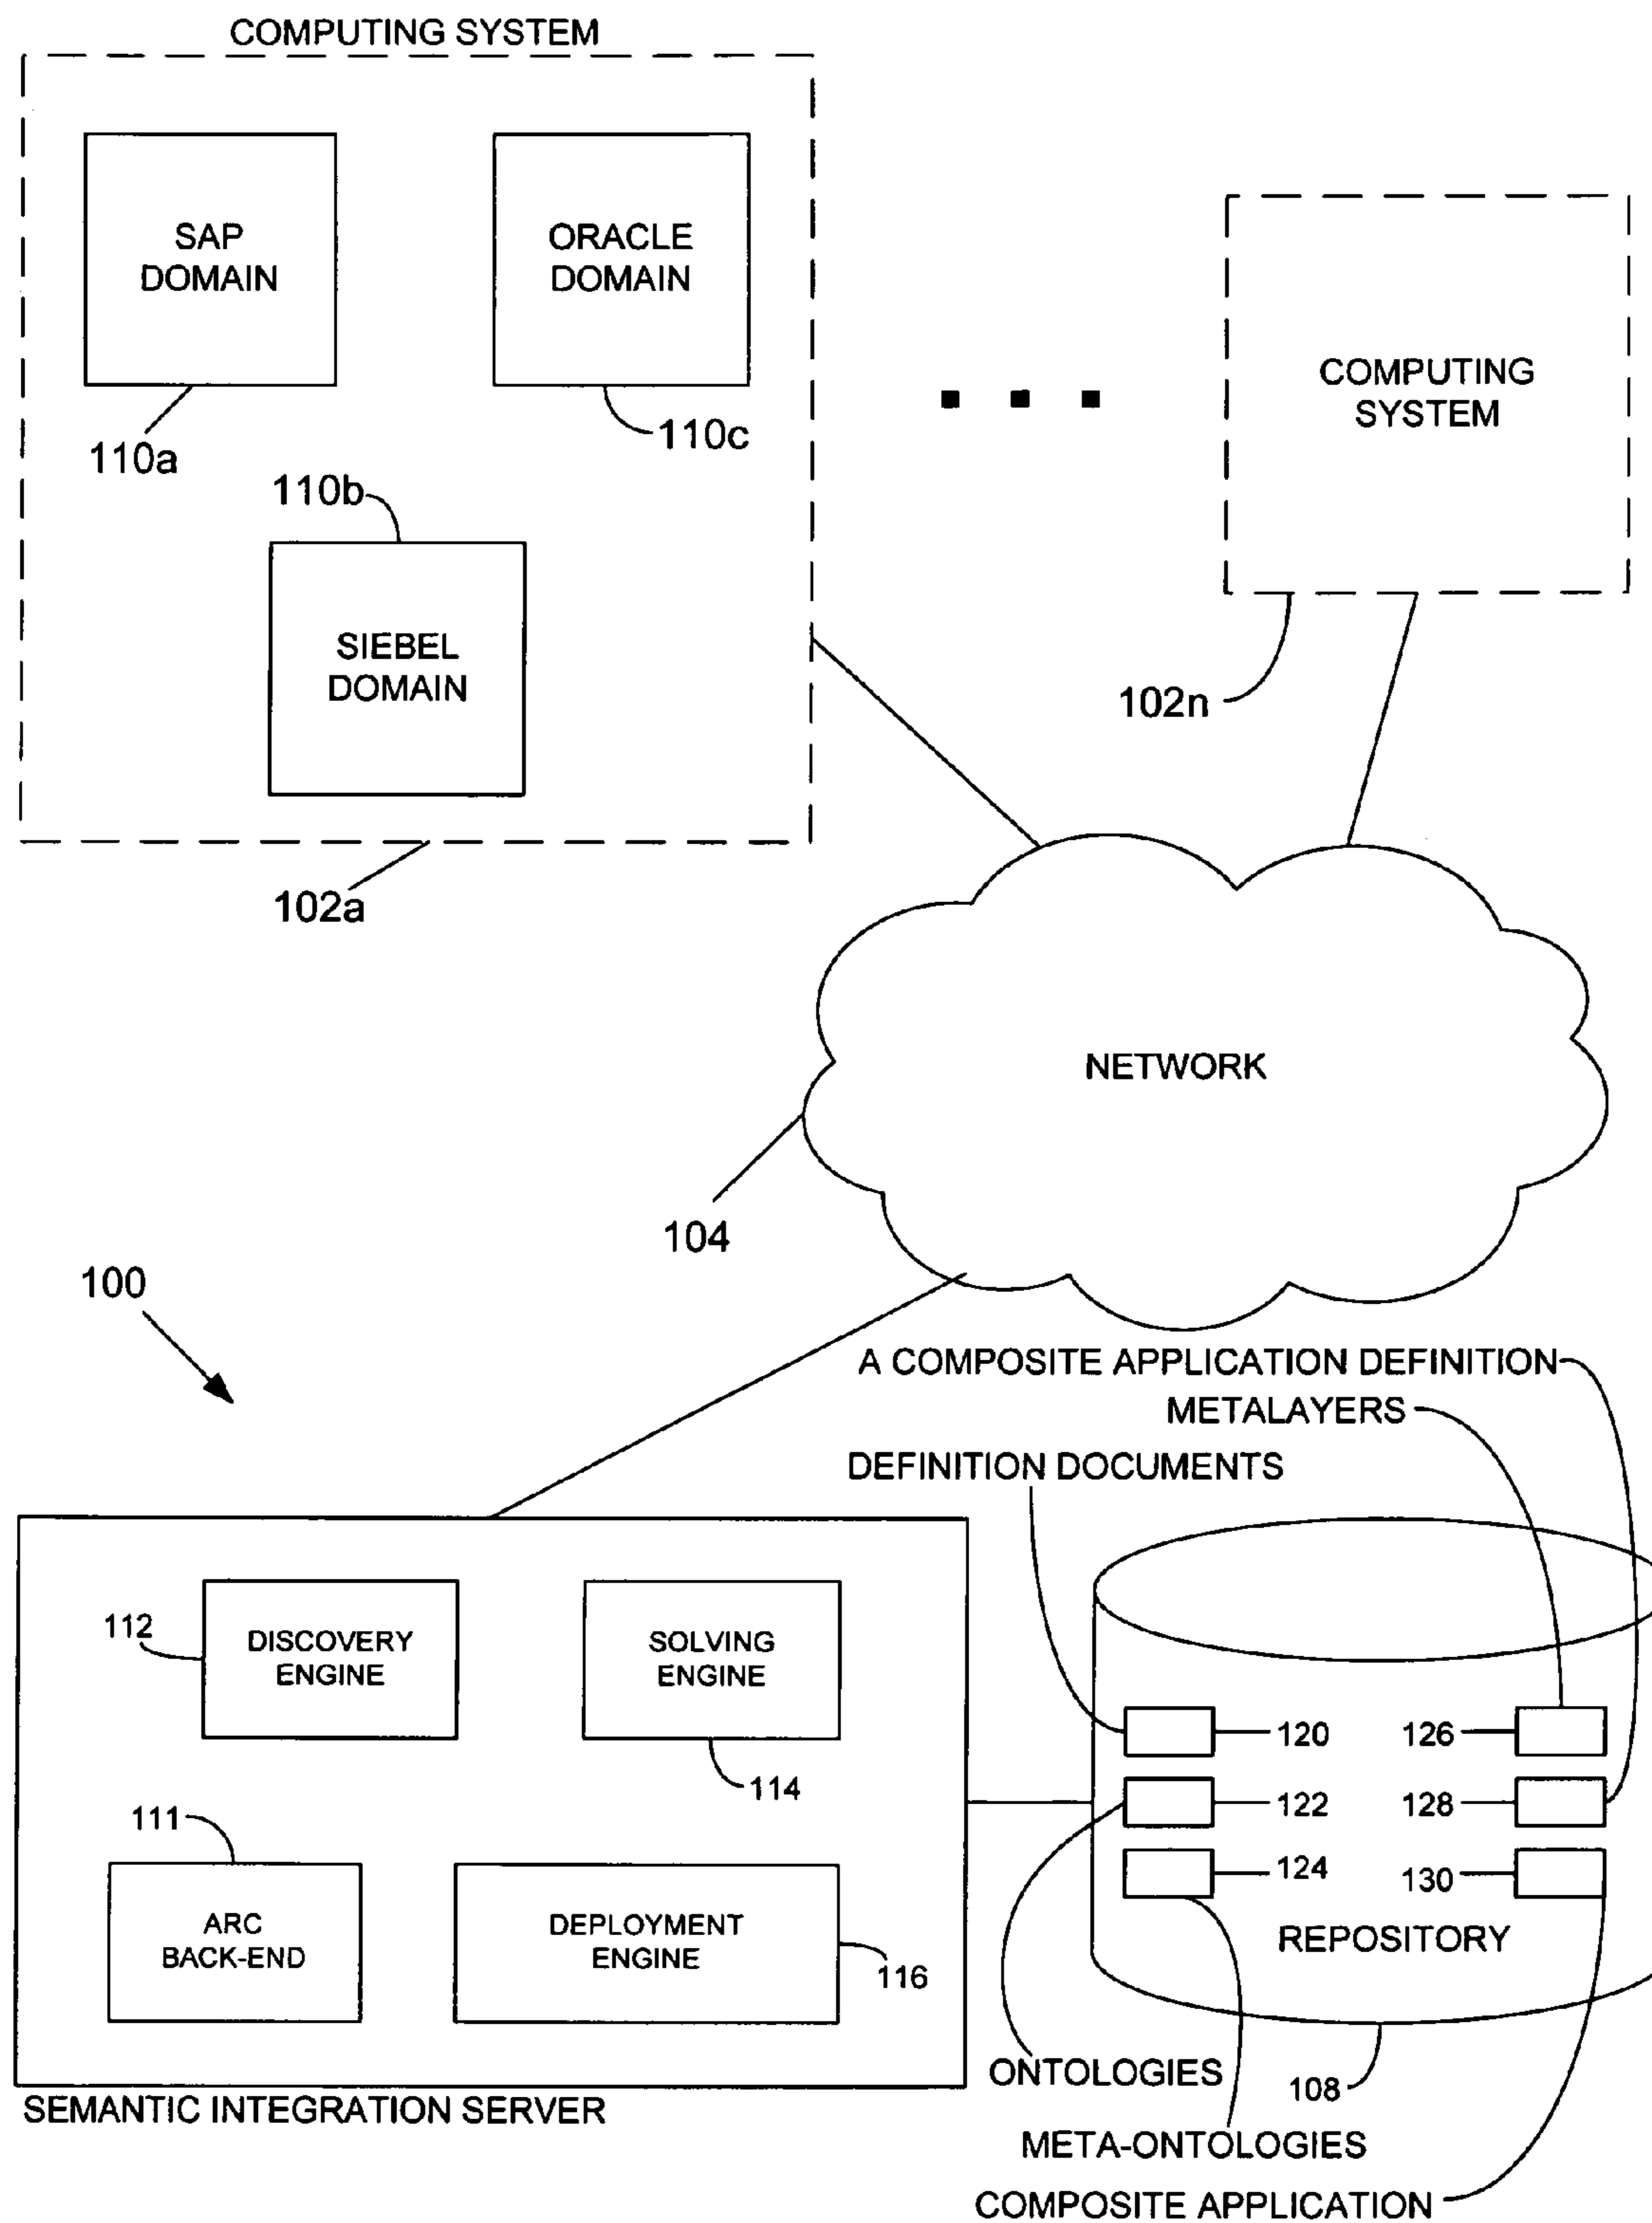 COMPUTING SYSTEM
SAP
DOMAIN
ORACLE
DOMAIN
110a
110c
110b
SIEBEL
DOMAIN
102a
COMPUTING
SYSTEM
102n
NETWORK
104
100
A COMPOSITE APPLICATION DEFINITION
METALAYERS
DEFINITION DOCUMENTS
112
DISCOVERY
ENGINE
SOLVING
ENGINE
114
111
ARC
BACK-END
DEPLOYMENT
ENGINE
116
SEMANTIC INTEGRATION SERVER
120
126
122
128
124
130
REPOSITORY
108
ONTOLOGIES
META-ONTOLOGIES
COMPOSITE APPLICATION